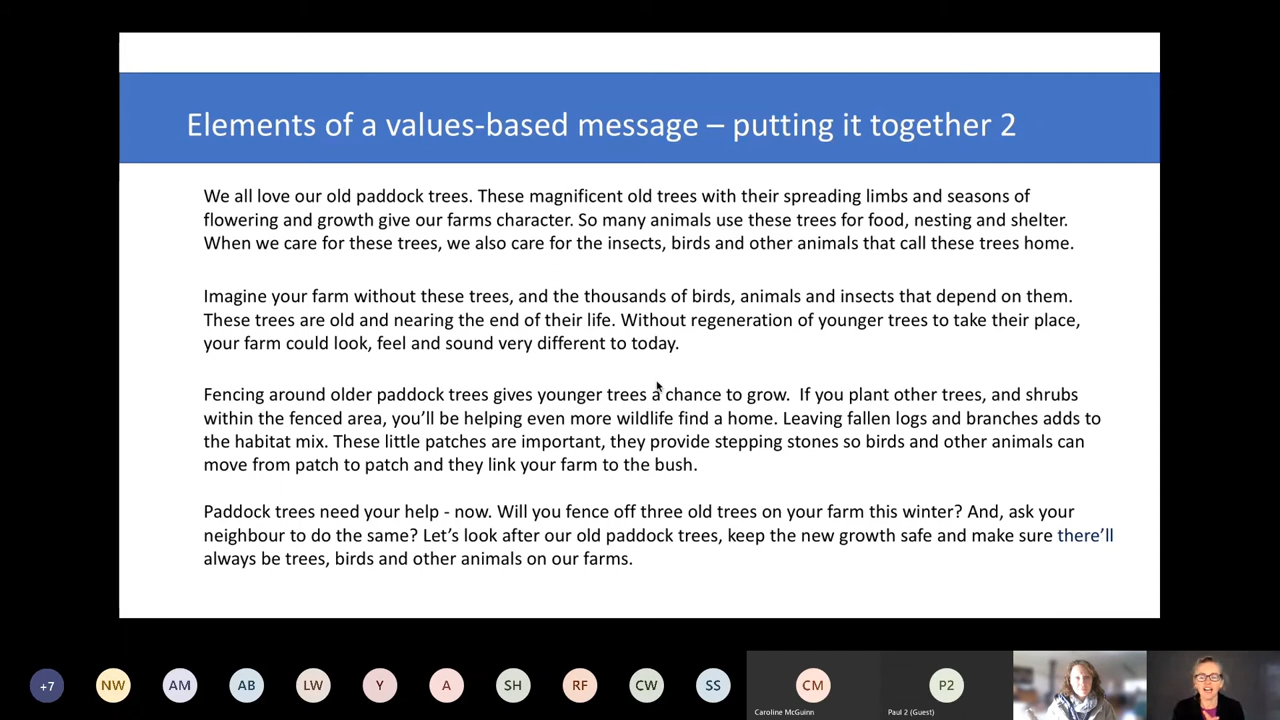 Elements of a values-based message – putting it together 2
We all love our old paddock trees. These magnificent old trees with their spreading limbs and seasons of
flowering and growth give our farms character. So many animals use these trees for food, nesting and shelter.
When we care for these trees, we also care for the insects, birds and other animals that call these trees home.
Imagine your farm without these trees, and the thousands of birds, animals and insects that depend on them.
These trees are old and nearing the end of their life. Without regeneration of younger trees to take their place,
your farm could look, feel and sound very different to today.
Fencing around older paddock trees gives younger trees a chance to grow.  If you plant other trees, and shrubs
within the fenced area, you'll be helping even more wildlife find a home. Leaving fallen logs and branches adds to
the habitat mix. These little patches are important, they provide stepping stones so birds and other animals can
move from patch to patch and they link your farm to the bush.
Paddock trees need your help - now. Will you fence off three old trees on your farm this winter? And, ask your
neighbour to do the same? Let's look after our old paddock trees, keep the new growth safe and make sure there'll
always be trees, birds and other animals on our farms.
+7 NW AM AB LW Y A SH RF CW SS CM P2
Caroline McGuinn Paul 2 (Guest)